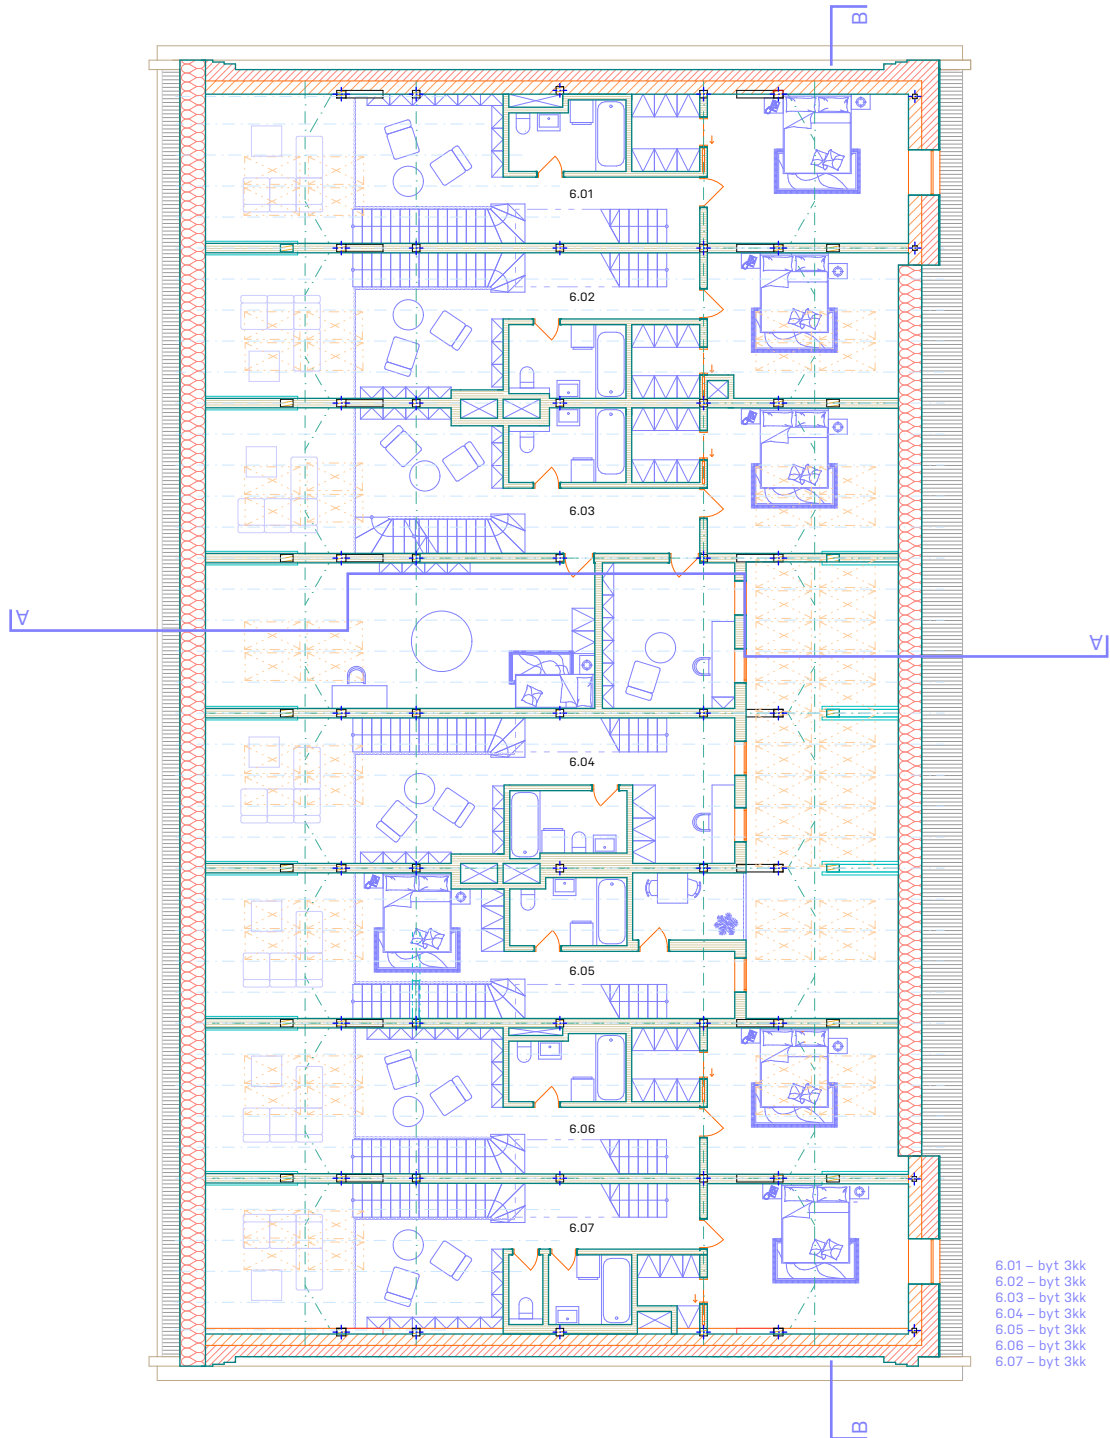 B
6.01
6.02
6.03
A
A
6.04
6.05
6.06
6.07
6.01 – byt 3kk
6.02 – byt 3kk
6.03 – byt 3kk
6.04 – byt 3kk
6.05 – byt 3kk
6.06 – byt 3kk
6.07 – byt 3kk
B